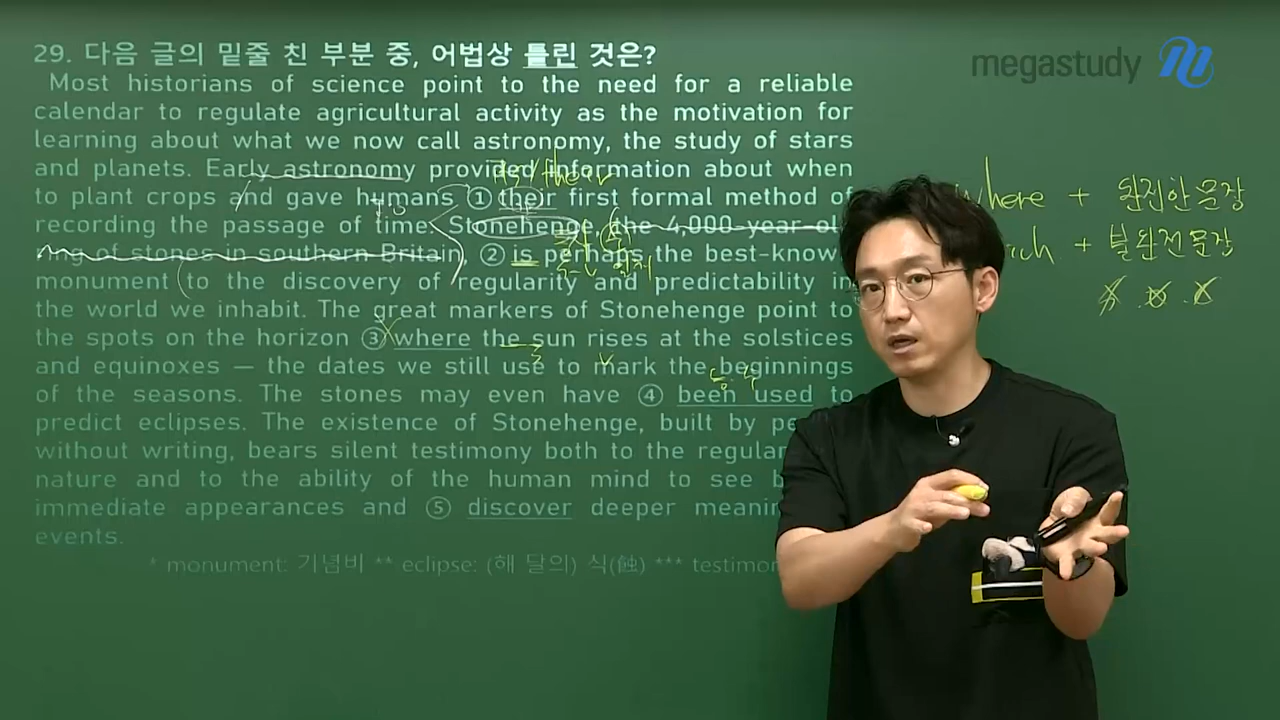 29. 다음 글의 밑줄 친 부분 중, 어법상 틀린 것은?
Most historians of science point to the need for a reliable
calendar to regulate agricultural activity as the motivation for
learning about what we now call astronomy, the study of stars
and planets. Early astronomy provided information about when
to plant crops and gave humans ① their first formal method of
recording the passage of time. Stonehenge, the 4,000-year-ol
ring of stones in southern Britain, ② is perhaps the best-know
monument to the discovery of regularity and predictability in
the world we inhabit. The great markers of Stonehenge point to
the spots on the horizon ③ where the sun rises at the solstices
and equinoxes — the dates we still use to mark the beginnings
of the seasons. The stones may even have ④ been used to
predict eclipses. The existence of Stonehenge, built by pe
without writing, bears silent testimony both to the regular
nature and to the ability of the human mind to see b
immediate appearances and ⑤ discover deeper meanin
events.
* monument: 기념비 ** eclipse: (해 달의) 식(蝕) *** testimon
megastudy
where + 완전한 문장
ich + 불완전 문장